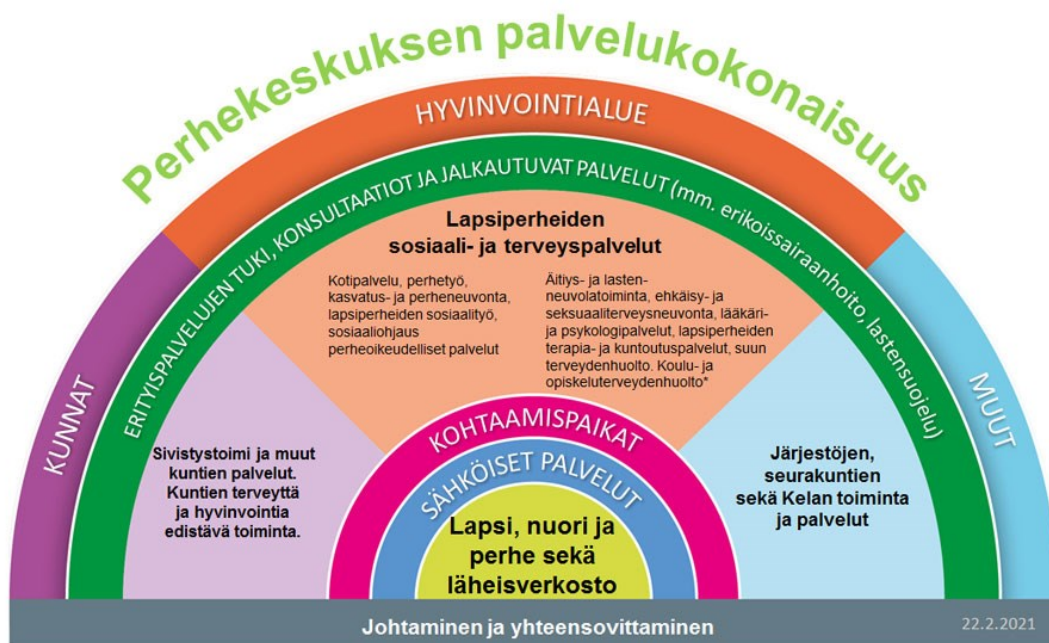 Perhekeskuksen palvelukokonaisuus
HYVINVOINTIALUE
ERITYISPALVELUJEN TUKI, KONSULTAATIOT JA JALKAUTUVAT PALVELUT (mm. erikoissairaanhoito, lastensuojelu)
KUNNAT
MUUT
Lapsiperheiden
sosiaali- ja terveyspalvelut
Kotipalvelu, perhetyö,
kasvatus- ja perheneuvonta,
lapsiperheiden sosiaalityö,
sosiaaliohjaus
perheoikeudelliset palvelut
Äitiys- ja lasten-
neuvolatoiminta, ehkäisy- ja
seksuaaliterveysneuvonta, lääkäri-
ja psykologipalvelut, lapsiperheiden
terapia- ja kuntoutuspalvelut, suun
terveydenhuolto. Koulu- ja
opiskeluterveydenhuolto*
Sivistystoimi ja muut
kuntien palvelut.
Kuntien terveyttä
ja hyvinvointia
edistävä toiminta.
Järjestöjen,
seurakuntien
sekä Kelan toiminta
ja palvelut
KOHTAAMISPAIKAT
SÄHKÖISET PALVELUT
Lapsi, nuori ja
perhe sekä
läheisverkosto
Johtaminen ja yhteensovittaminen
22.2.2021